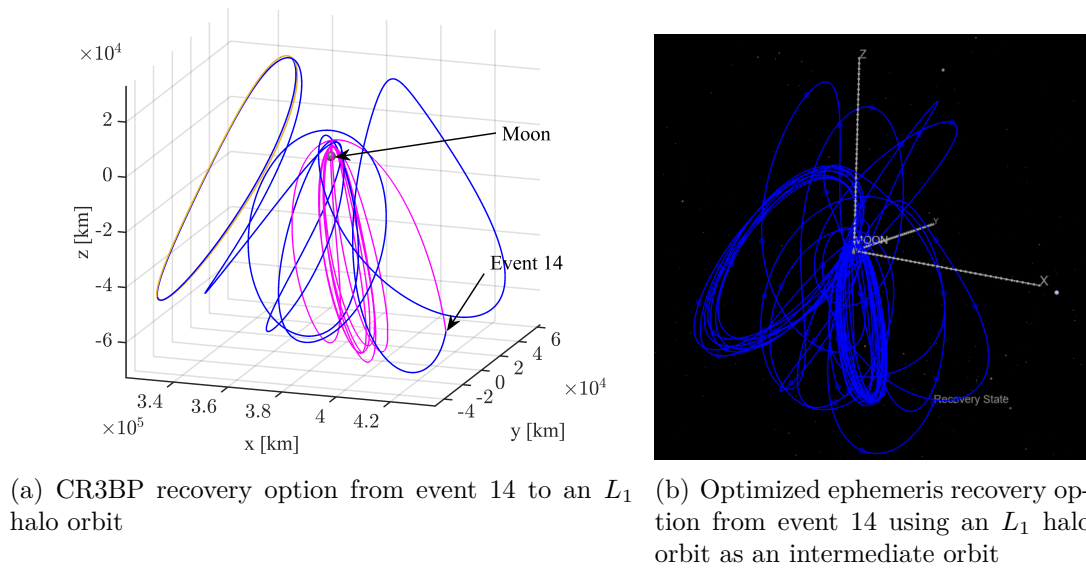 ×10⁴
2
0
-2
-4
-6
z [km]
Moon
Event 14
3.4
3.6
3.8
4
4.2
×10⁵
x [km]
-4
-2
0
2
4
6
×10⁴
y [km]
(a) CR3BP recovery option from event 14 to an L₁
halo orbit
Z
Y
MOON
X
Recovery State
(b) Optimized ephemeris recovery op-
tion from event 14 using an L₁ halo
orbit as an intermediate orbit